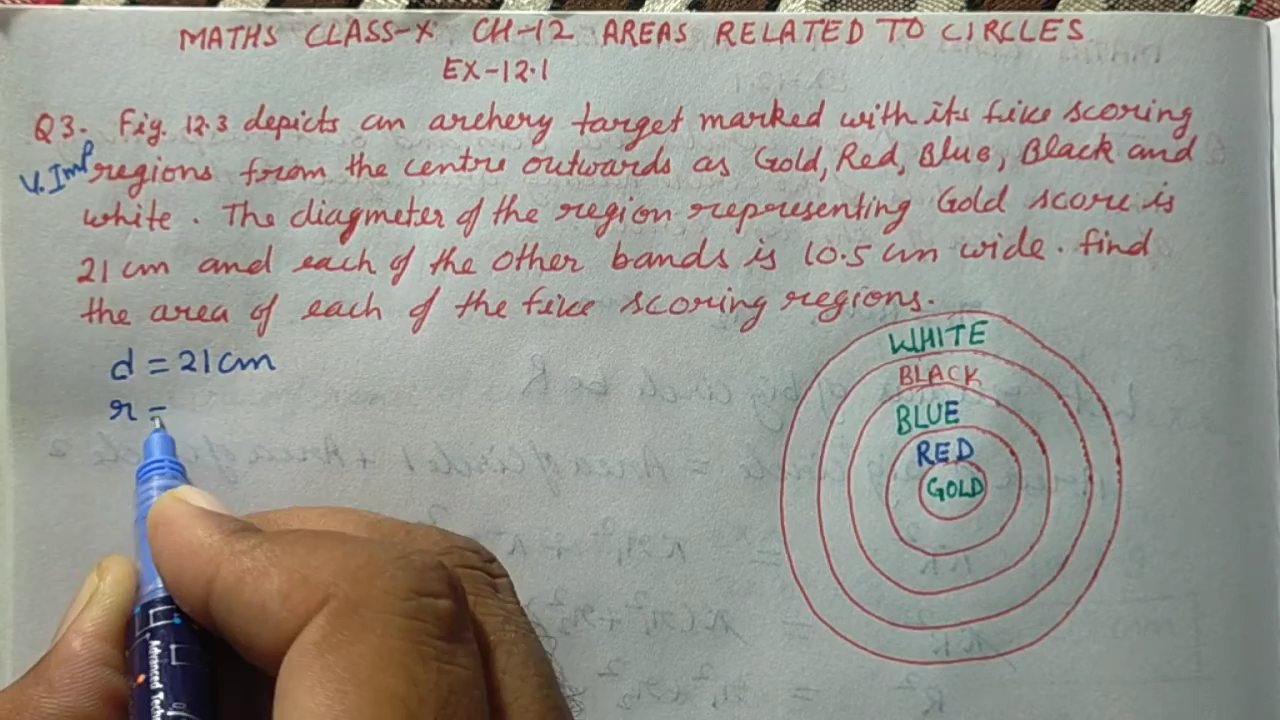 MATHS CLASS-X CH-12 AREAS RELATED TO CIRCLES
EX-12.1
Q3. Fig. 12.3 depicts an archery target marked with its five scoring
V.Imp regions from the centre outwards as Gold, Red, Blue, Black and
white. The diagmeter of the region representing Gold score is
21 cm and each of the other bands is 10.5 cm wide. find
the area of each of the five scoring regions.
d = 21 cm
r =
WHITE
BLACK
BLUE
RED
GOLD